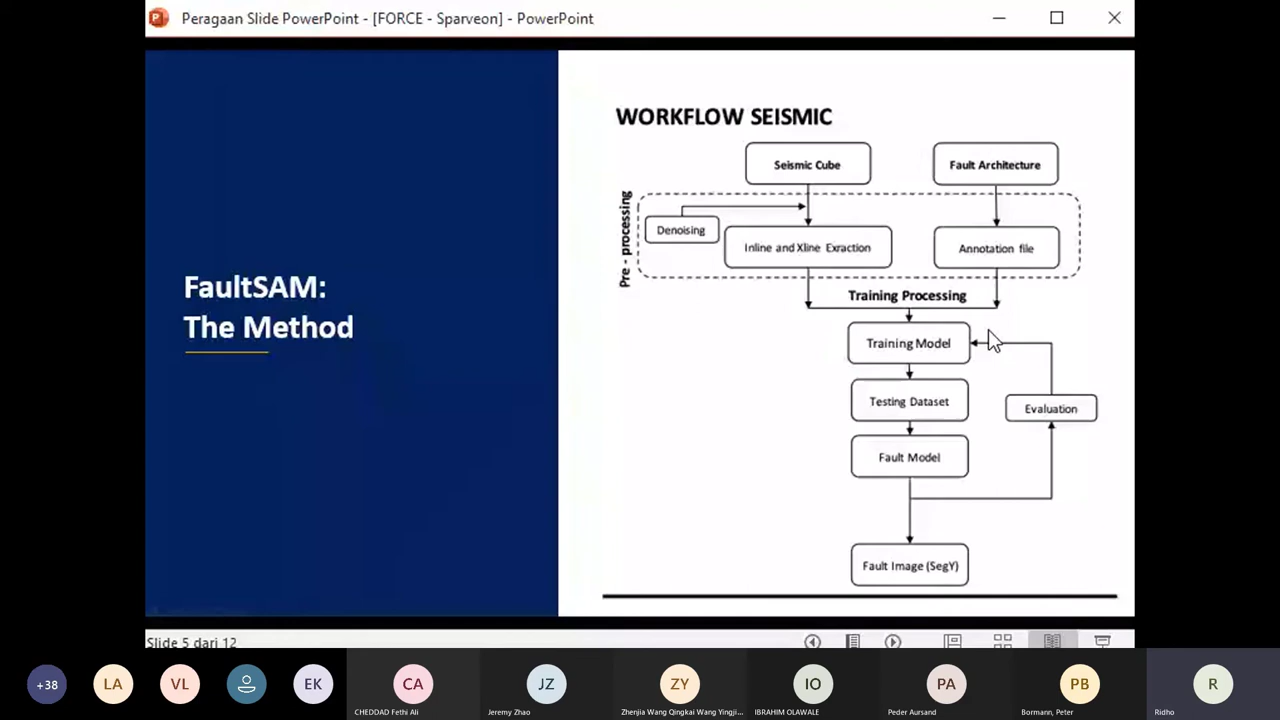 Peragaan Slide PowerPoint - [FORCE - Sparveon] - PowerPoint
WORKFLOW SEISMIC
Seismic Cube
Fault Architecture
Pre - processing
Denoising
Inline and Xline Exraction
Annotation file
Training Processing
FaultSAM:
The Method
Training Model
Testing Dataset
Evaluation
Fault Model
Fault Image (SegY)
Slide 5 dari 12
+38
LA
VL
EK
CA
JZ
ZY
IO
PA
PB
R
CHEDDAD Fethi Ali
Jeremy Zhao
Zhenjia Wang Qingkai Wang Yingji...
IBRAHIM OLAWALE
Peder Aursand
Bormann, Peter
Ridho